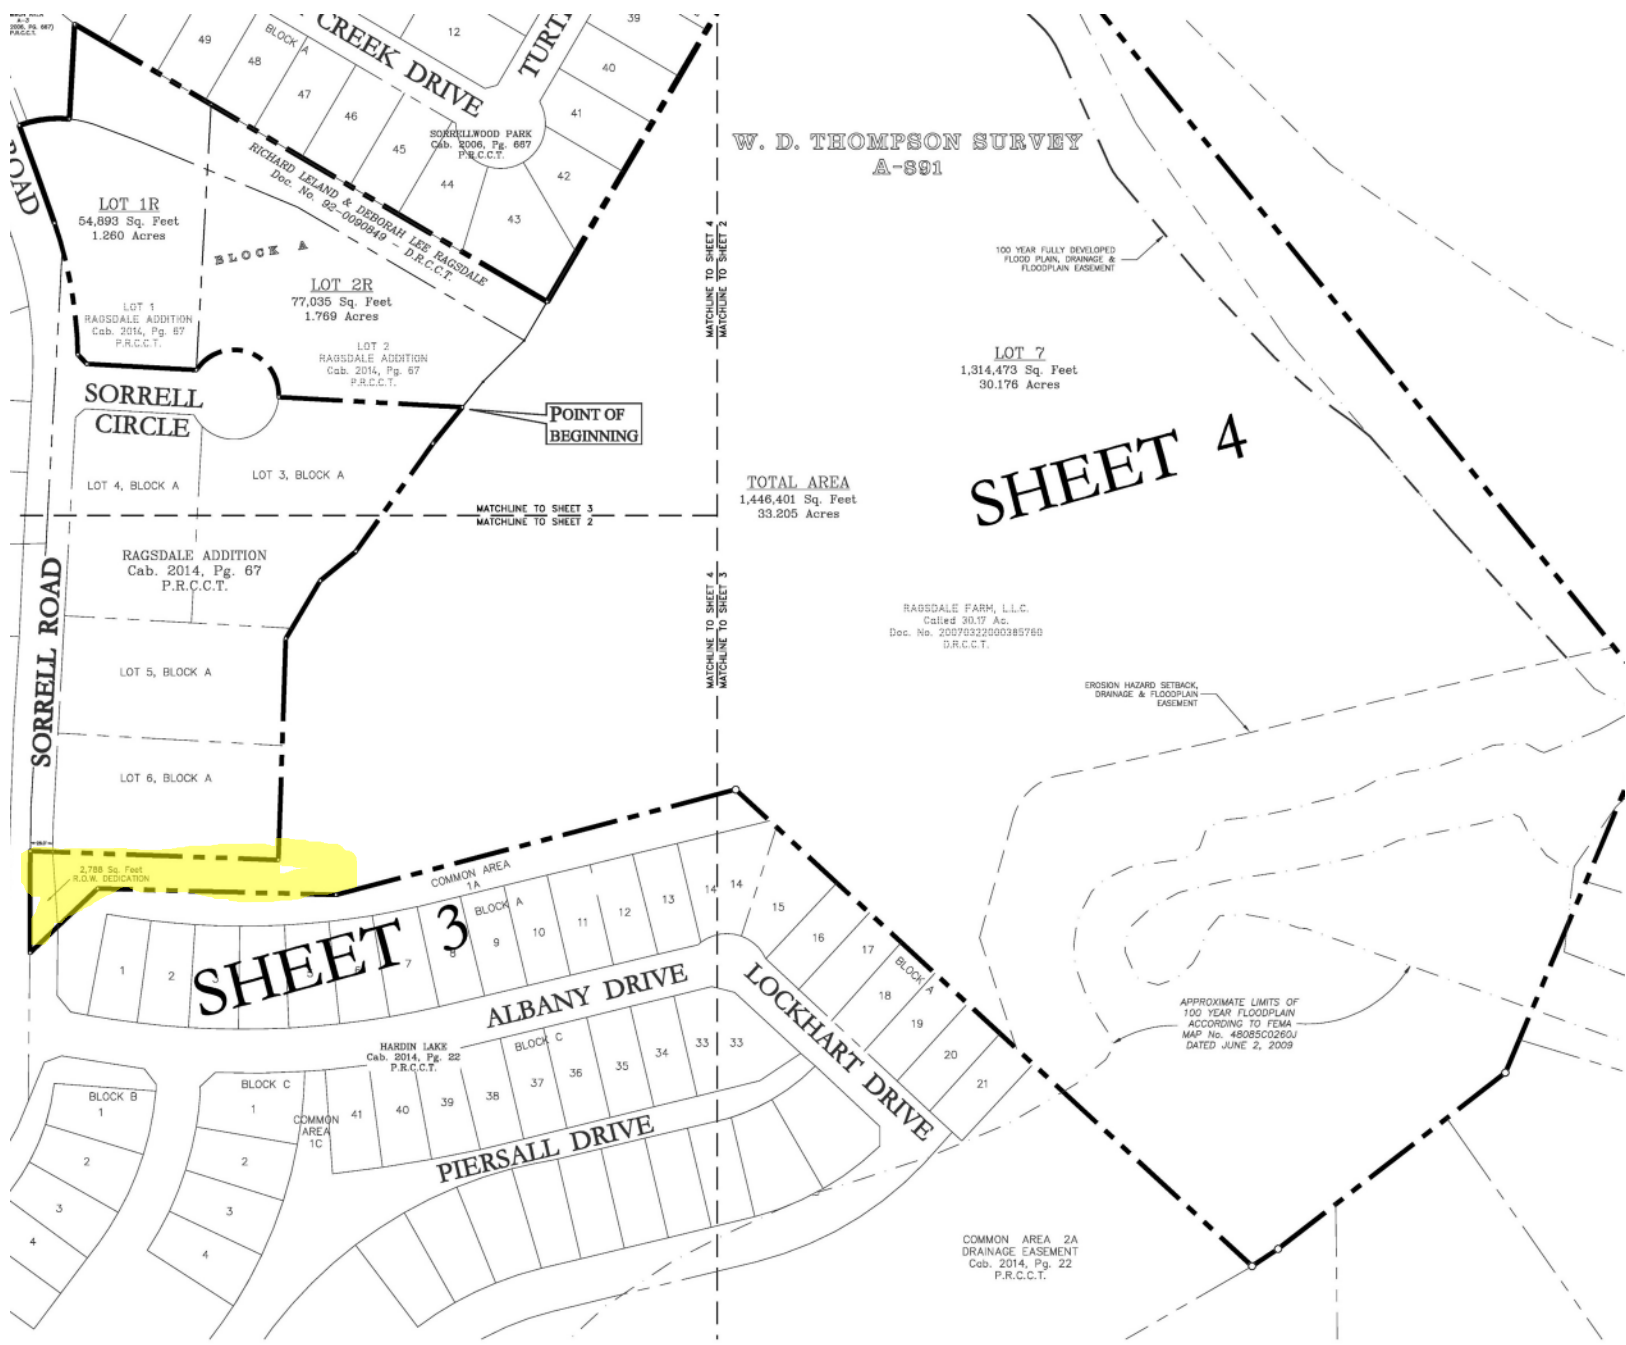 A-2
2006, Pg. 667)
P.R.C.C.T.
49
BLOCK A
48
47
46
45
44
43
42
41
40
39
12
CREEK DRIVE
TURT
SORRELLWOOD PARK
Cab. 2006, Pg. 667
P.R.C.C.T.
RICHARD LELAND & DEBORAH LEE RAGSDALE
Doc. No. 92-0090849 - D.R.C.C.T.
W. D. THOMPSON SURVEY
A-891
ROAD
LOT 1R
54,893 Sq. Feet
1.260 Acres
BLOCK A
LOT 2R
77,035 Sq. Feet
1.769 Acres
LOT 1
RAGSDALE ADDITION
Cab. 2014, Pg. 67
P.R.C.C.T.
LOT 2
RAGSDALE ADDITION
Cab. 2014, Pg. 67
P.R.C.C.T.
MATCHLINE TO SHEET 4
MATCHLINE TO SHEET 2
100 YEAR FULLY DEVELOPED
FLOOD PLAIN, DRAINAGE &
FLOODPLAIN EASEMENT
LOT 7
1,314,473 Sq. Feet
30.176 Acres
SORRELL
CIRCLE
POINT OF
BEGINNING
SHEET 4
LOT 4, BLOCK A
LOT 3, BLOCK A
TOTAL AREA
1,446,401 Sq. Feet
33.205 Acres
MATCHLINE TO SHEET 3
MATCHLINE TO SHEET 2
RAGSDALE ADDITION
Cab. 2014, Pg. 67
P.R.C.C.T.
SORRELL ROAD
MATCHLINE TO SHEET 4
MATCHLINE TO SHEET 3
RAGSDALE FARM, L.L.C.
Called 30.17 Ac.
Doc. No. 20070322000385760
D.R.C.C.T.
LOT 5, BLOCK A
EROSION HAZARD SETBACK,
DRAINAGE & FLOODPLAIN
EASEMENT
LOT 6, BLOCK A
2,788 Sq. Feet
R.O.W. DEDICATION
COMMON AREA
1A
BLOCK A
SHEET 3
1
2
3
5
6
7
8
9
10
11
12
13
14
14
15
16
17
BLOCK A
18
19
20
21
ALBANY DRIVE
LOCKHART DRIVE
APPROXIMATE LIMITS OF
100 YEAR FLOODPLAIN
ACCORDING TO FEMA
MAP No. 48085C0260J
DATED JUNE 2, 2009
HARDIN LAKE
Cab. 2014, Pg. 22
P.R.C.C.T.
BLOCK C
33
33
34
35
36
37
38
39
40
41
BLOCK B
1
2
3
4
BLOCK C
1
2
3
4
COMMON
AREA
1C
PIERSALL DRIVE
COMMON AREA 2A
DRAINAGE EASEMENT
Cab. 2014, Pg. 22
P.R.C.C.T.